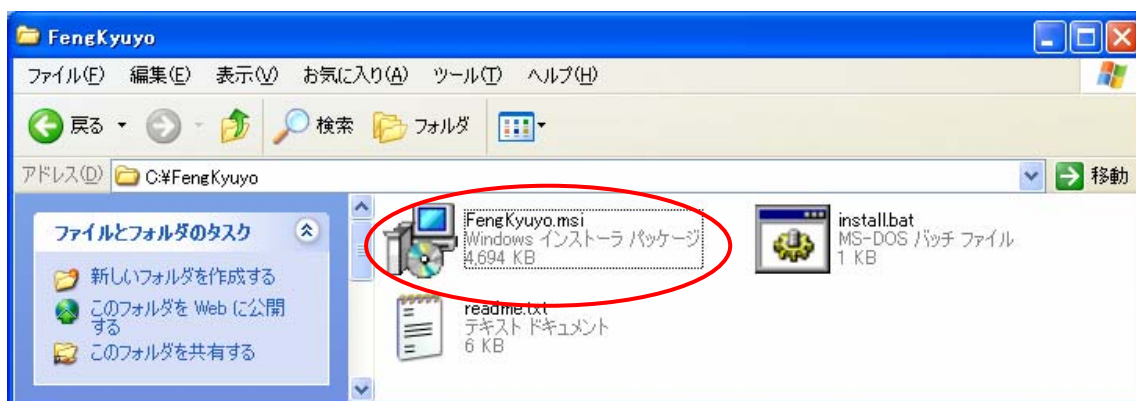 FengKyuyo
ファイル(F) 編集(E) 表示(V) お気に入り(A) ツール(T) ヘルプ(H)
戻る 検索 フォルダ
アドレス(D) C:¥FengKyuyo 移動
ファイルとフォルダのタスク
新しいフォルダを作成する
このフォルダを Web に公開
する
このフォルダを共有する
FengKyuyo.msi
Windows インストーラ パッケージ
4,694 KB
install.bat
MS-DOS バッチ ファイル
1 KB
readme.txt
テキスト ドキュメント
6 KB